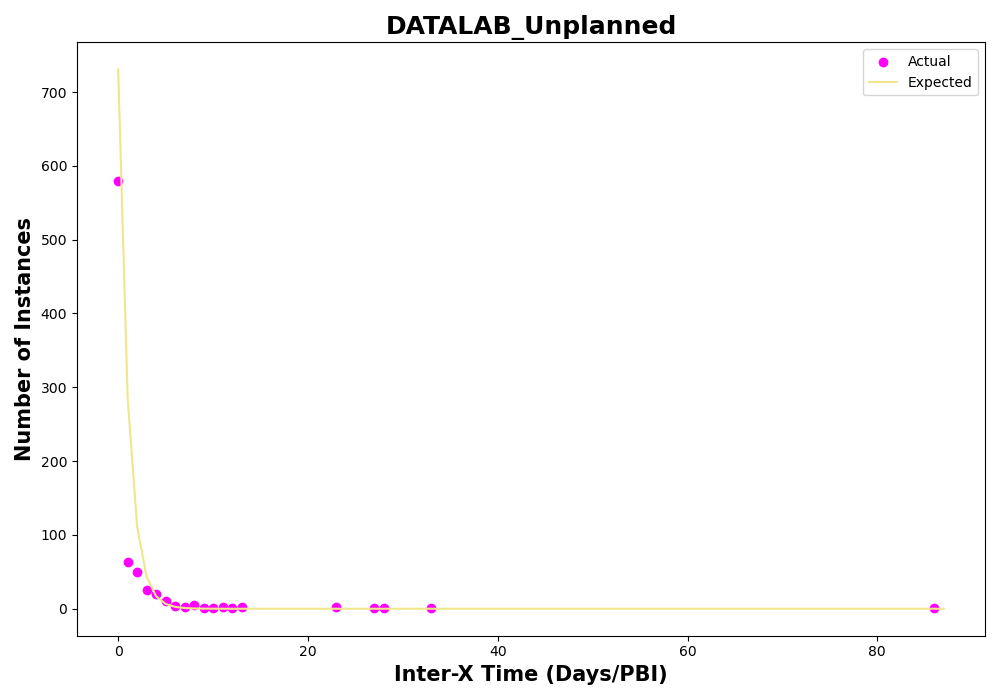 DATALAB_Unplanned
Actual
Expected
Number of Instances
700
600
500
400
300
200
100
0
0 20 40 60 80
Inter-X Time (Days/PBI)